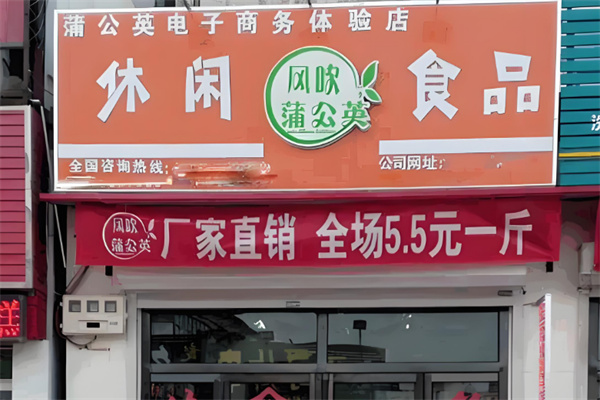 蒲公英电子商务体验店
休闲
风吹
蒲公英
食品
全国咨询热线:
公司网址:
风吹
蒲公英
厂家直销 全场5.5元一斤